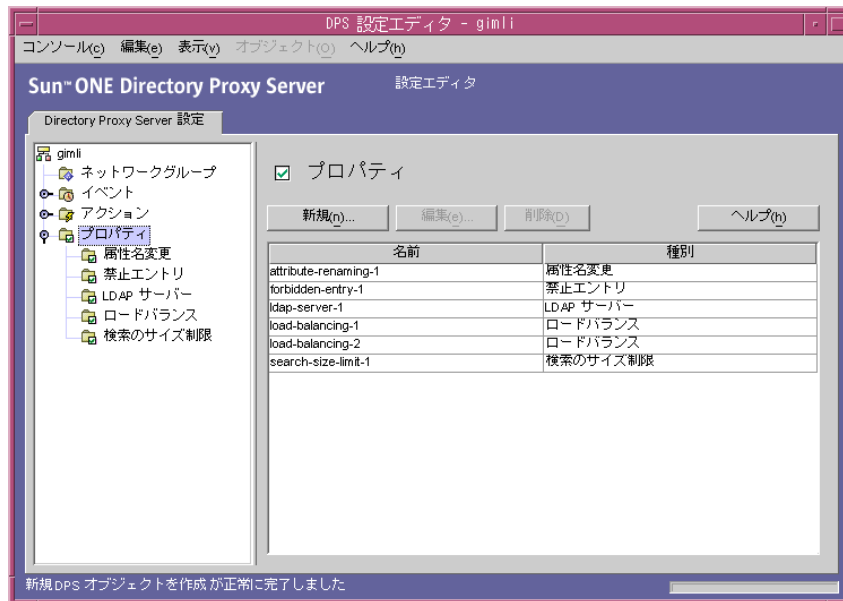 DPS 設定エディタ - gimli
コンソール(c) 編集(e) 表示(v) オブジェクト(o) ヘルプ(h)
Sun™ ONE Directory Proxy Server 設定エディタ
Directory Proxy Server 設定
gimli
ネットワークグループ
イベント
アクション
プロパティ
属性名変更
禁止エントリ
LDAP サーバー
ロードバランス
検索のサイズ制限
プロパティ
新規(n)... 編集(e)... 削除(D) ヘルプ(h)
名前 種別
attribute-renaming-1 属性名変更
forbidden-entry-1 禁止エントリ
ldap-server-1 LDAP サーバー
load-balancing-1 ロードバランス
load-balancing-2 ロードバランス
search-size-limit-1 検索のサイズ制限
新規DPS オブジェクトを作成 が正常に完了しました